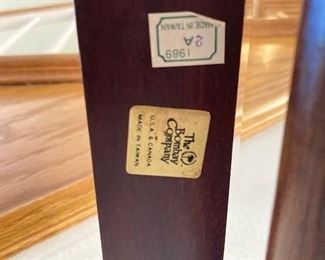 MADE IN TAIWAN
2A
1989
The
Bombay
Company
U.S.A. & CANADA
MADE IN TAIWAN